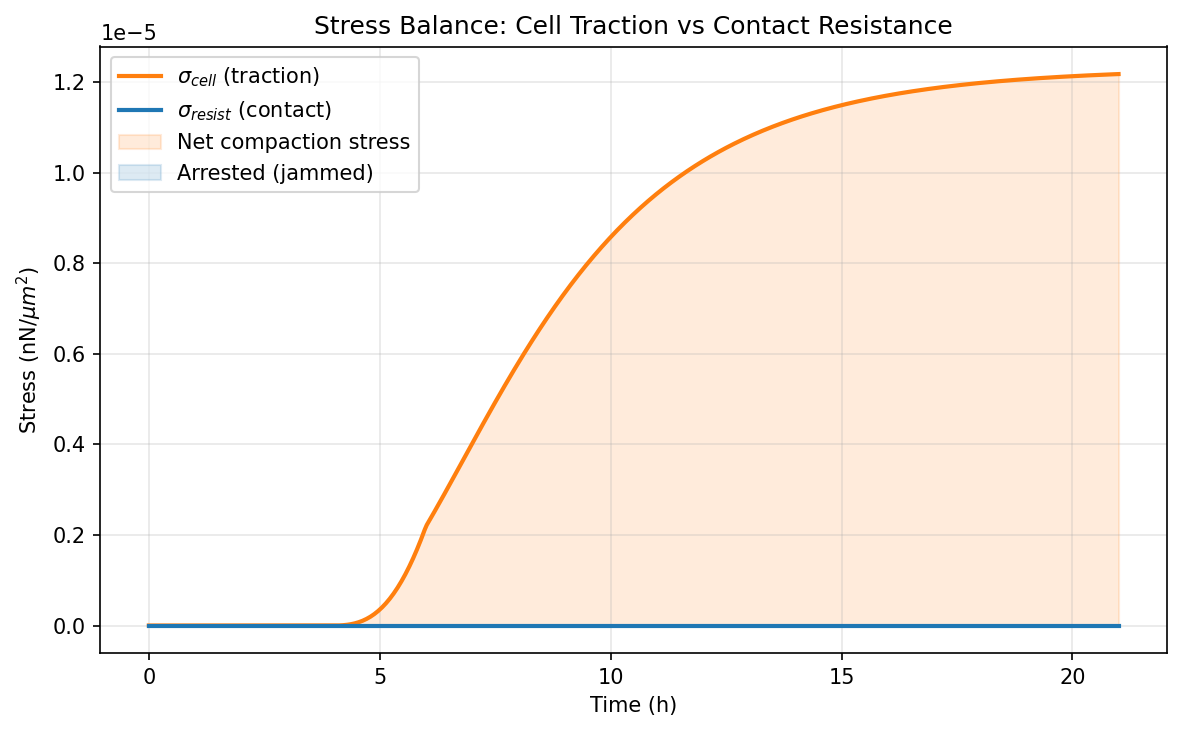 Stress Balance: Cell Traction vs Contact Resistance
1e−5
σcell (traction)
σresist (contact)
Net compaction stress
Arrested (jammed)
1.2
1.0
0.8
0.6
0.4
0.2
0.0
Stress (nN/μm²)
0 5 10 15 20
Time (h)